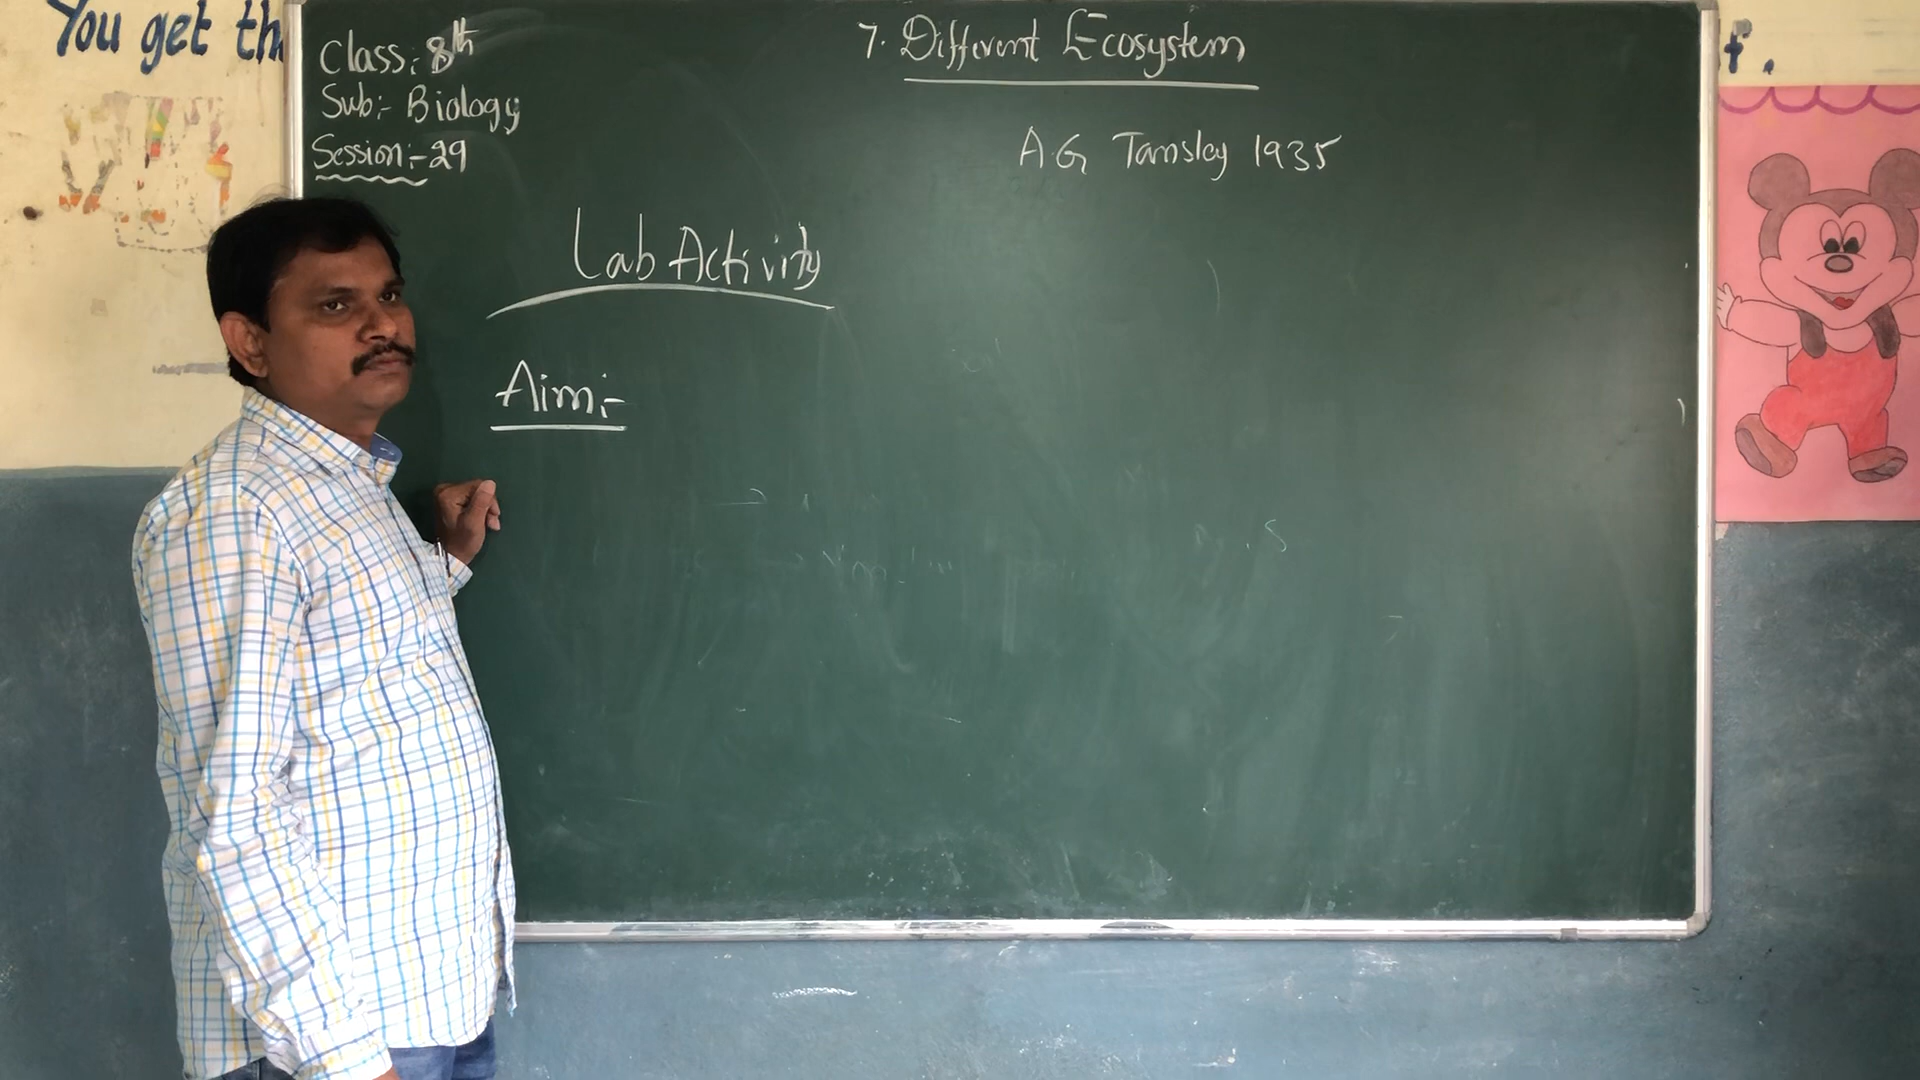 You get th
f.
Class: 8th
Sub:- Biology
Session:-29
7. Different Ecosystem
A.G Tansley 1935
Lab Activity
Aim:-